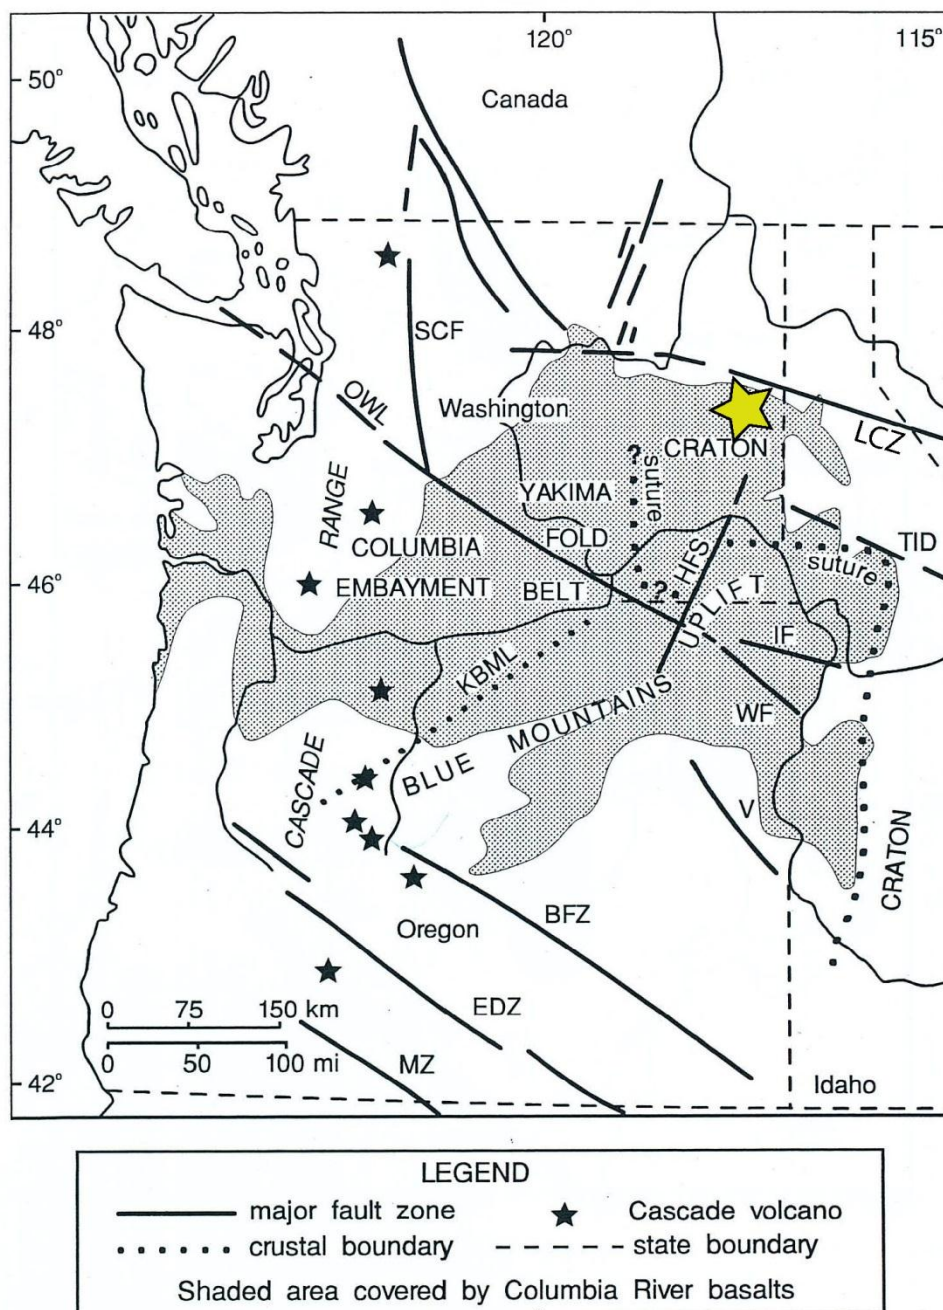 120°
115°
50°
Canada
48°
SCF
OWL
Washington
CRATON
LCZ
suture
?
YAKIMA
RANGE
FOLD
COLUMBIA
HFS
TID
suture
46°
EMBAYMENT
BELT
?
UPLIFT
IF
KBML
BLUE MOUNTAINS
WF
CASCADE
V
44°
CRATON
BFZ
Oregon
0 75 150 km
EDZ
0 50 100 mi
MZ
42°
Idaho
LEGEND
major fault zone
Cascade volcano
crustal boundary
state boundary
Shaded area covered by Columbia River basalts